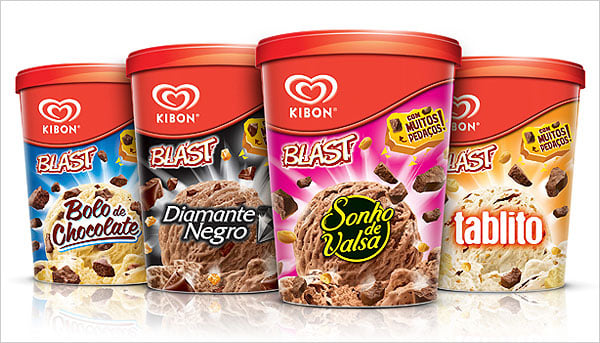 KIBON®
BLAST
Bolo de
Chocolate
KIBON®
BLAST
Diamante
Negro
KIBON®
COM
MUITOS
PEDAÇOS!
BLAST
Sonho
de
Valsa
KIBON®
COM
MUITOS
PEDAÇOS!
BLAST
tablito